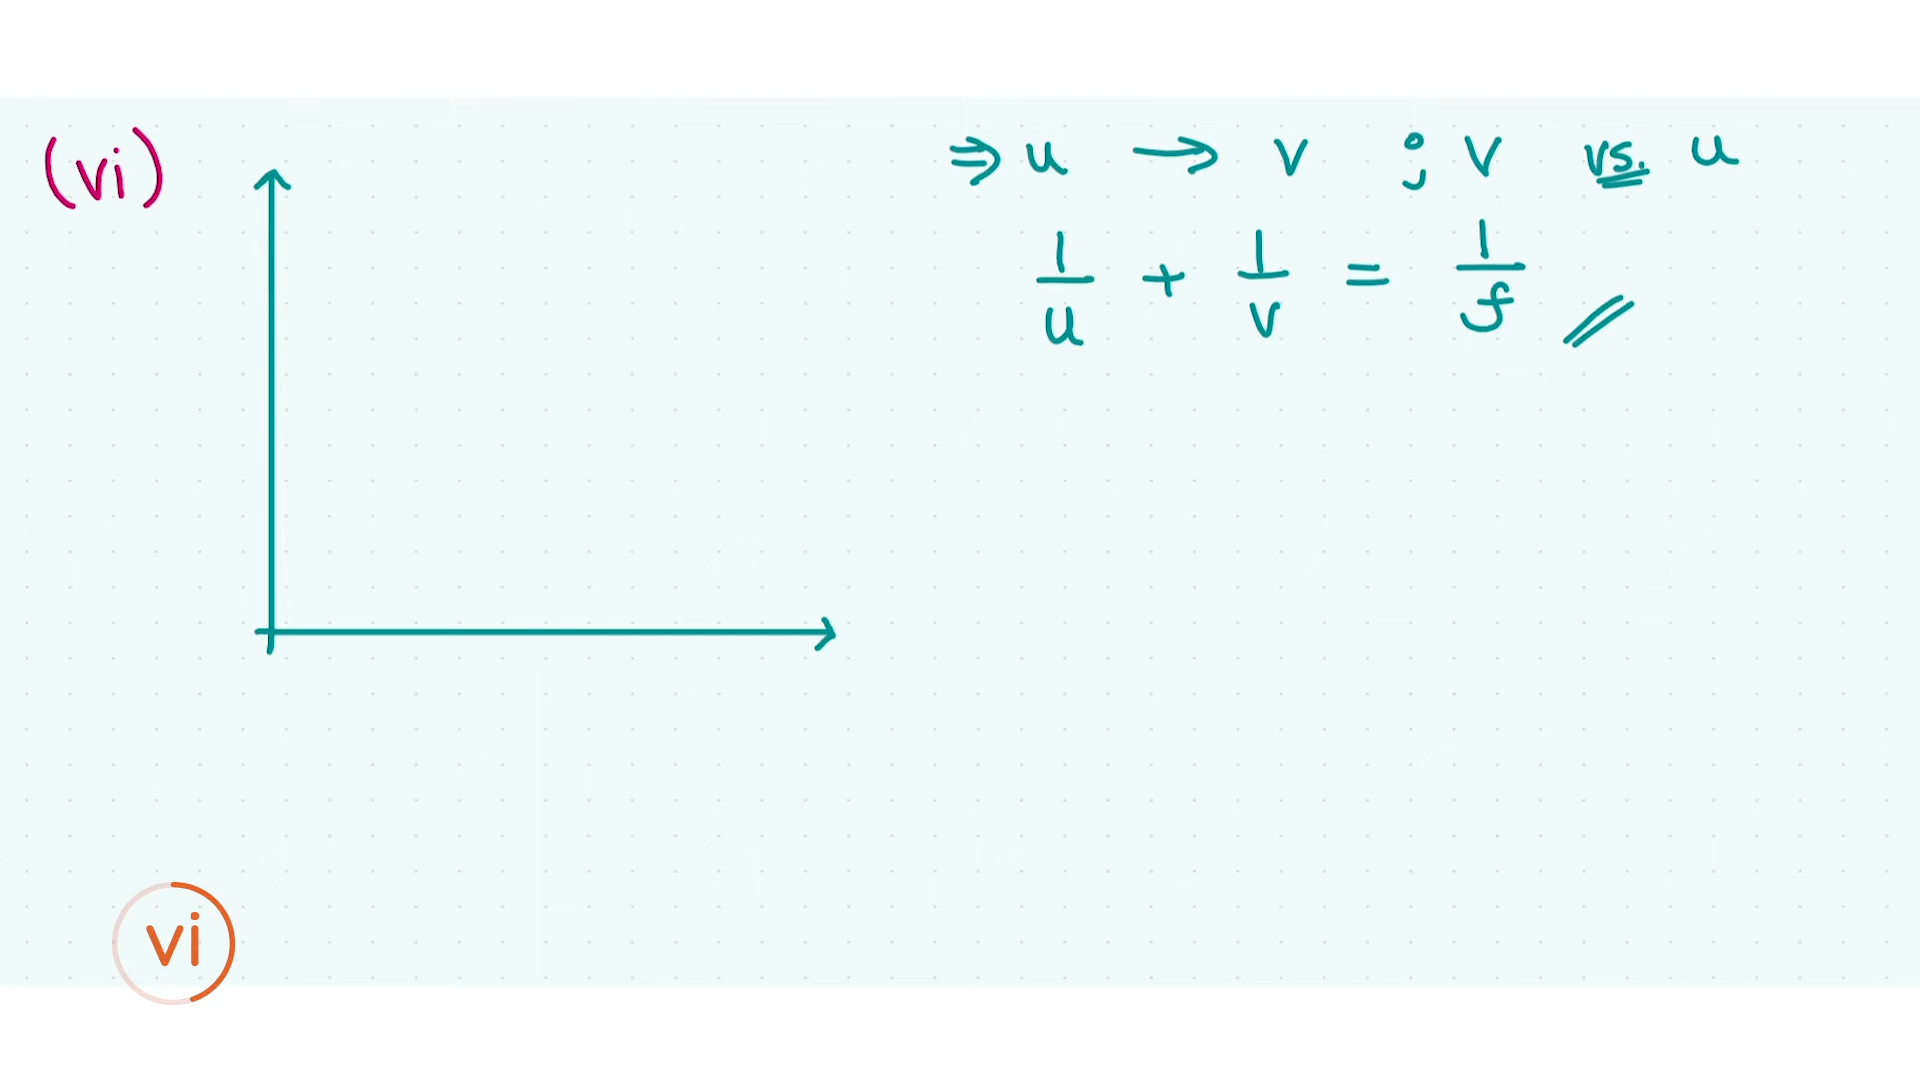 (vi)
⇒ u → v ; v vs. u
1/u + 1/v = 1/f //
vi